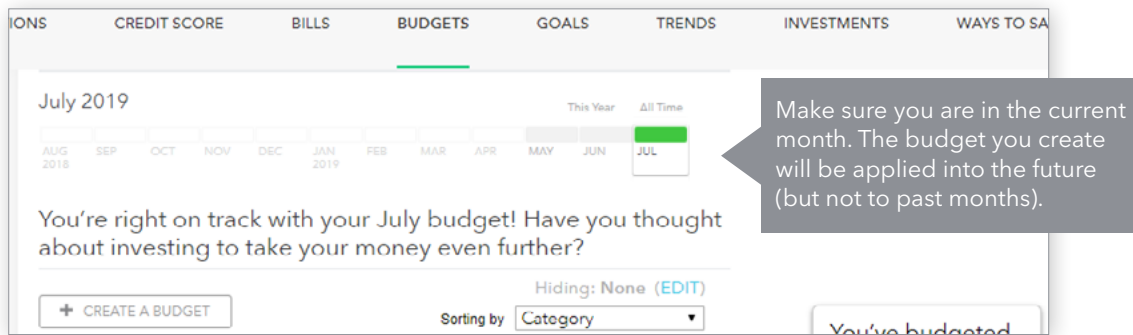 IONS CREDIT SCORE BILLS BUDGETS GOALS TRENDS INVESTMENTS WAYS TO SA
July 2019
This Year All Time
AUG SEP OCT NOV DEC JAN FEB MAR APR MAY JUN JUL
2018 2019
You're right on track with your July budget! Have you thought
about investing to take your money even further?
Hiding: None (EDIT)
+ CREATE A BUDGET
Sorting by Category
You've budgeted
Make sure you are in the current
month. The budget you create
will be applied into the future
(but not to past months).